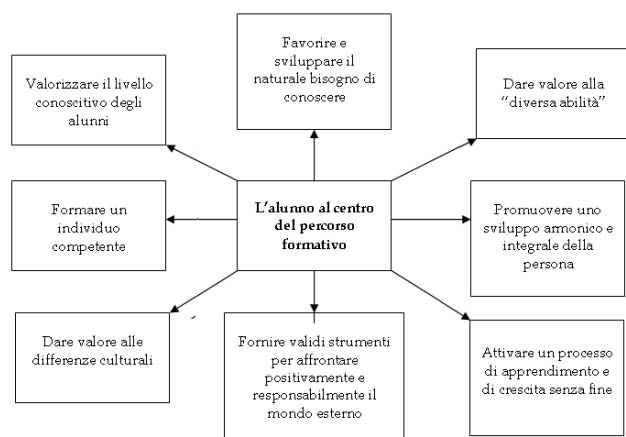 Favorire e
sviluppare il
naturale bisogno di
conoscere
Valorizzare il livello
conoscitivo degli
alunni
Dare valore alla
“diversa abilità”
Formare un
individuo
competente
L’alunno al centro
del percorso
formativo
Promuovere uno
sviluppo armonico e
integrale della
persona
Dare valore alle
differenze culturali
Fornire validi strumenti
per affrontare
positivamente e
responsabilmente il
mondo esterno
Attivare un processo
di apprendimento e
di crescita senza fine